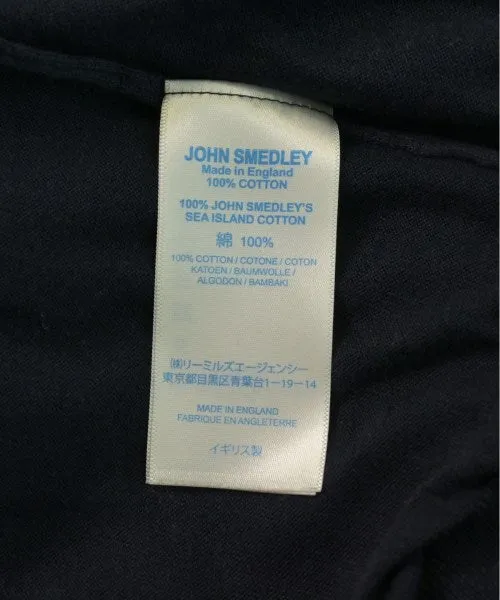 JOHN SMEDLEY
Made in England
100% COTTON
100% JOHN SMEDLEY'S
SEA ISLAND COTTON
綿 100%
100% COTTON / COTONE / COTON
KATOEN / BAUMWOLLE /
ALGODON / BAMBAKI
㈱リーミルズエージェンシー
東京都目黒区青葉台1-19-14
MADE IN ENGLAND
FABRIQUE EN ANGLETERRE
イギリス製